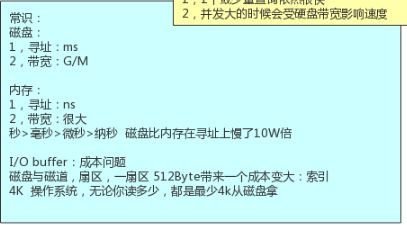 2，并发大的时候会受硬盘带宽影响速度
常识：
磁盘：
1，寻址：ms
2，带宽：G/M
内存：
1，寻址：ns
2，带宽：很大
秒>毫秒>微秒>纳秒 磁盘比内存在寻址上慢了10W倍
I/O buffer：成本问题
磁盘与磁道，扇区，一扇区 512Byte带来一个成本变大：索引
4K 操作系统，无论你读多少，都是最少4k从磁盘拿